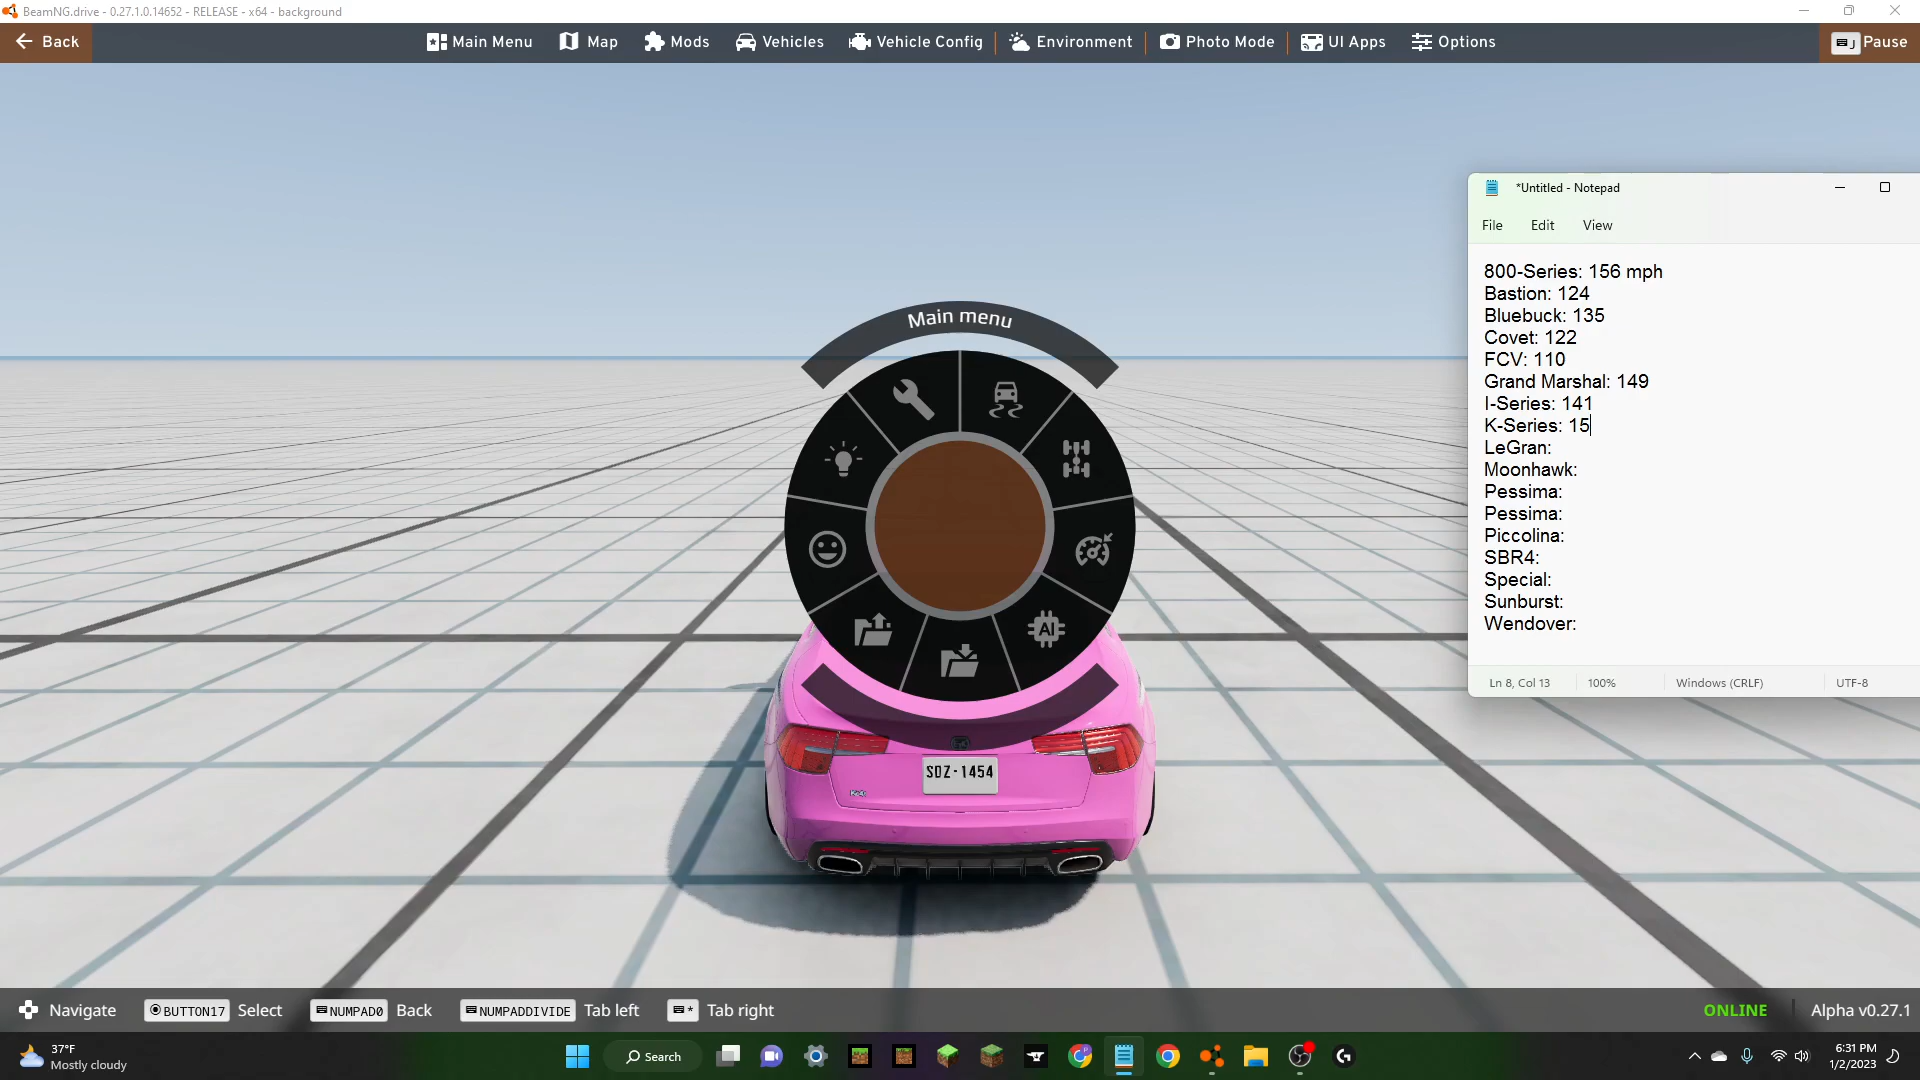 BeamNG.drive - 0.27.1.0.14652 - RELEASE - x64 - background
Back
Main Menu
Map
Mods
Vehicles
Vehicle Config
Environment
Photo Mode
UI Apps
Options
J Pause
*Untitled - Notepad
File Edit View
800-Series: 156 mph
Bastion: 124
Bluebuck: 135
Covet: 122
FCV: 110
Grand Marshal: 149
I-Series: 141
K-Series: 15
LeGran:
Moonhawk:
Pessima:
Pessima:
Piccolina:
SBR4:
Special:
Sunburst:
Wendover:
Ln 8, Col 13 100% Windows (CRLF) UTF-8
Main menu
AI
SDZ-1454
Navigate BUTTON17 Select NUMPAD0 Back NUMPADDIVIDE Tab left * Tab right
ONLINE Alpha v0.27.1
37°F
Mostly cloudy
Search
6:31 PM
1/2/2023